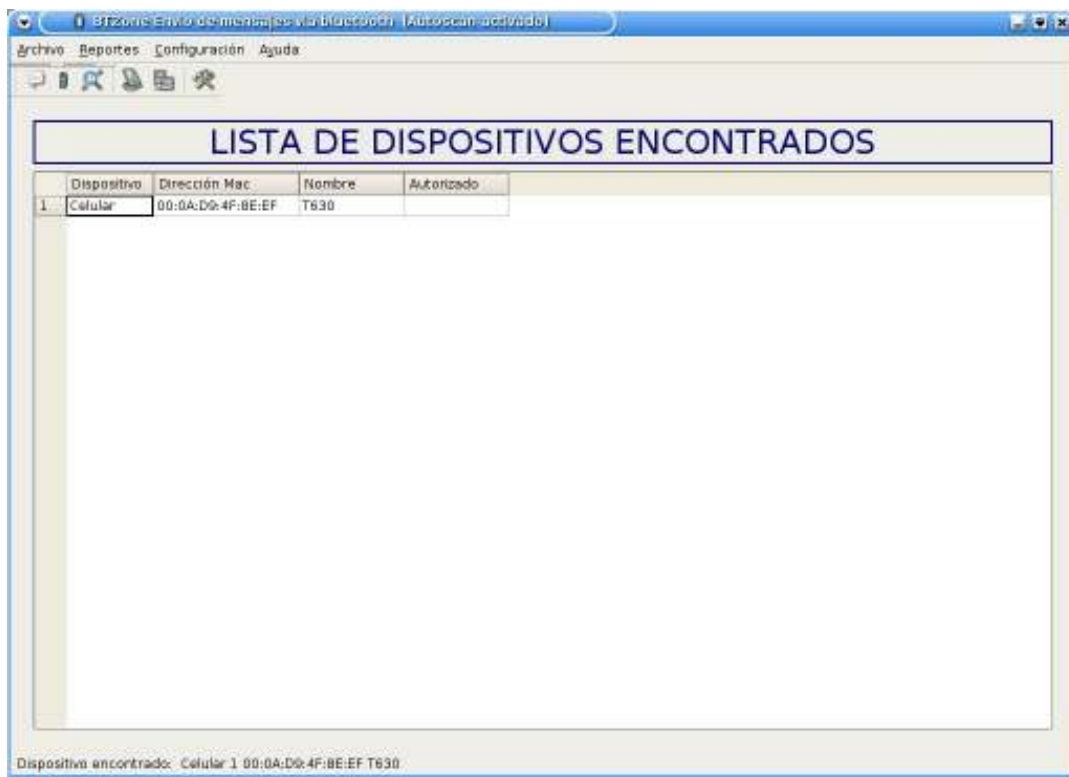 BTzone Envio de mensajes via bluetooth (Autoscan activado)
Archivo Reportes Configuración Ayuda
LISTA DE DISPOSITIVOS ENCONTRADOS
Dispositivo Dirección Mac Nombre Autorizado
1 Celular 00:0A:D9:4F:8E:EF T630
Dispositivo encontrado: Celular 1 00:0A:D9:4F:8E:EF T630